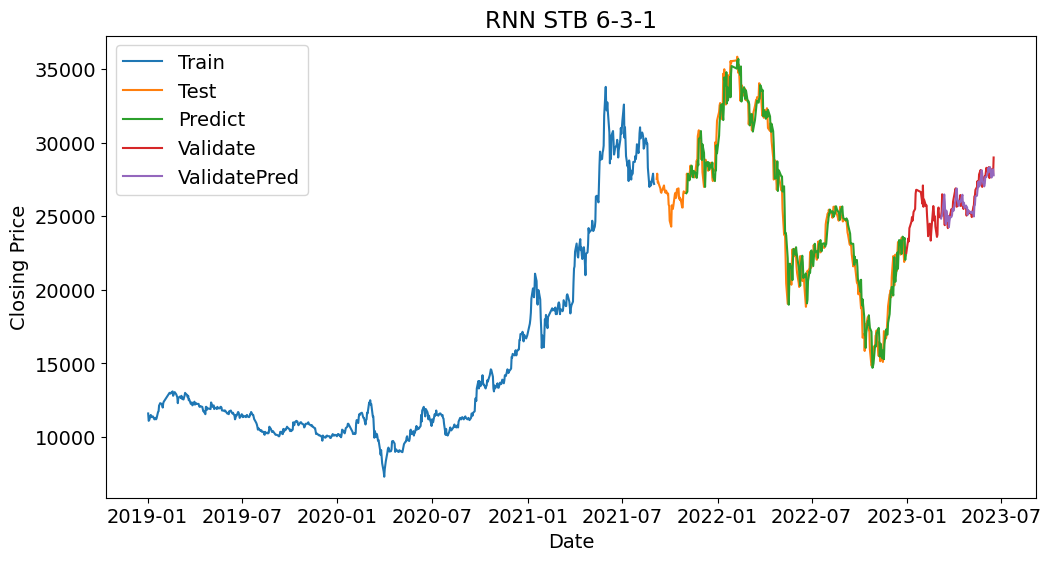 RNN STB 6-3-1
Train
Test
Predict
Validate
ValidatePred
35000
30000
25000
20000
15000
10000
Closing Price
2019-01 2019-07 2020-01 2020-07 2021-01 2021-07 2022-01 2022-07 2023-01 2023-07
Date